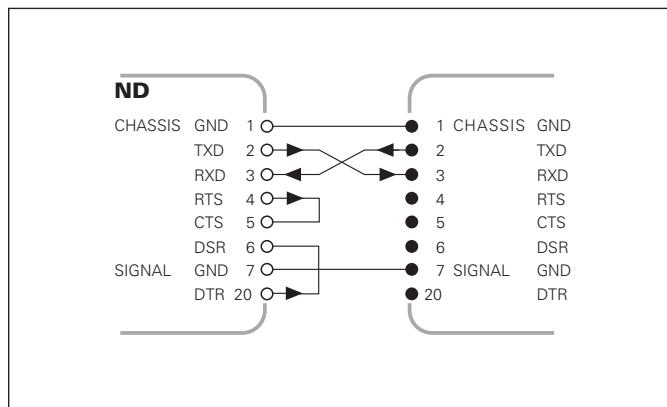 ND
CHASSIS GND 1 1 CHASSIS GND
TXD 2 2 TXD
RXD 3 3 RXD
RTS 4 4 RTS
CTS 5 5 CTS
DSR 6 6 DSR
SIGNAL GND 7 7 SIGNAL GND
DTR 20 20 DTR